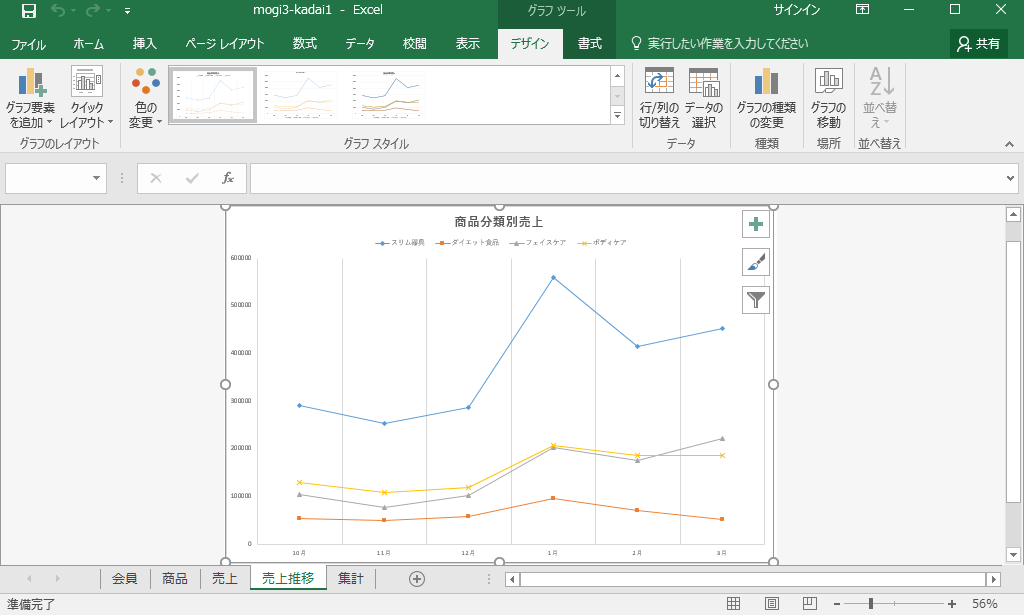 mogi3-kadai1 - Excel
グラフ ツール
サインイン
ファイル ホーム 挿入 ページ レイアウト 数式 データ 校閲 表示 デザイン 書式 実行したい作業を入力してください 共有
グラフ要素を追加
クイック レイアウト
色の変更
行/列の切り替え
データの選択
グラフの種類の変更
グラフの移動
並べ替え
グラフのレイアウト グラフ スタイル データ 種類 場所 並べ替え
fx
商品分類別売上
スリム器具 ダイエット食品 フェイスケア ボディケア
600000
500000
400000
300000
200000
100000
0
10月 11月 12月 1月 2月 3月
会員 商品 売上 売上推移 集計
準備完了
56%